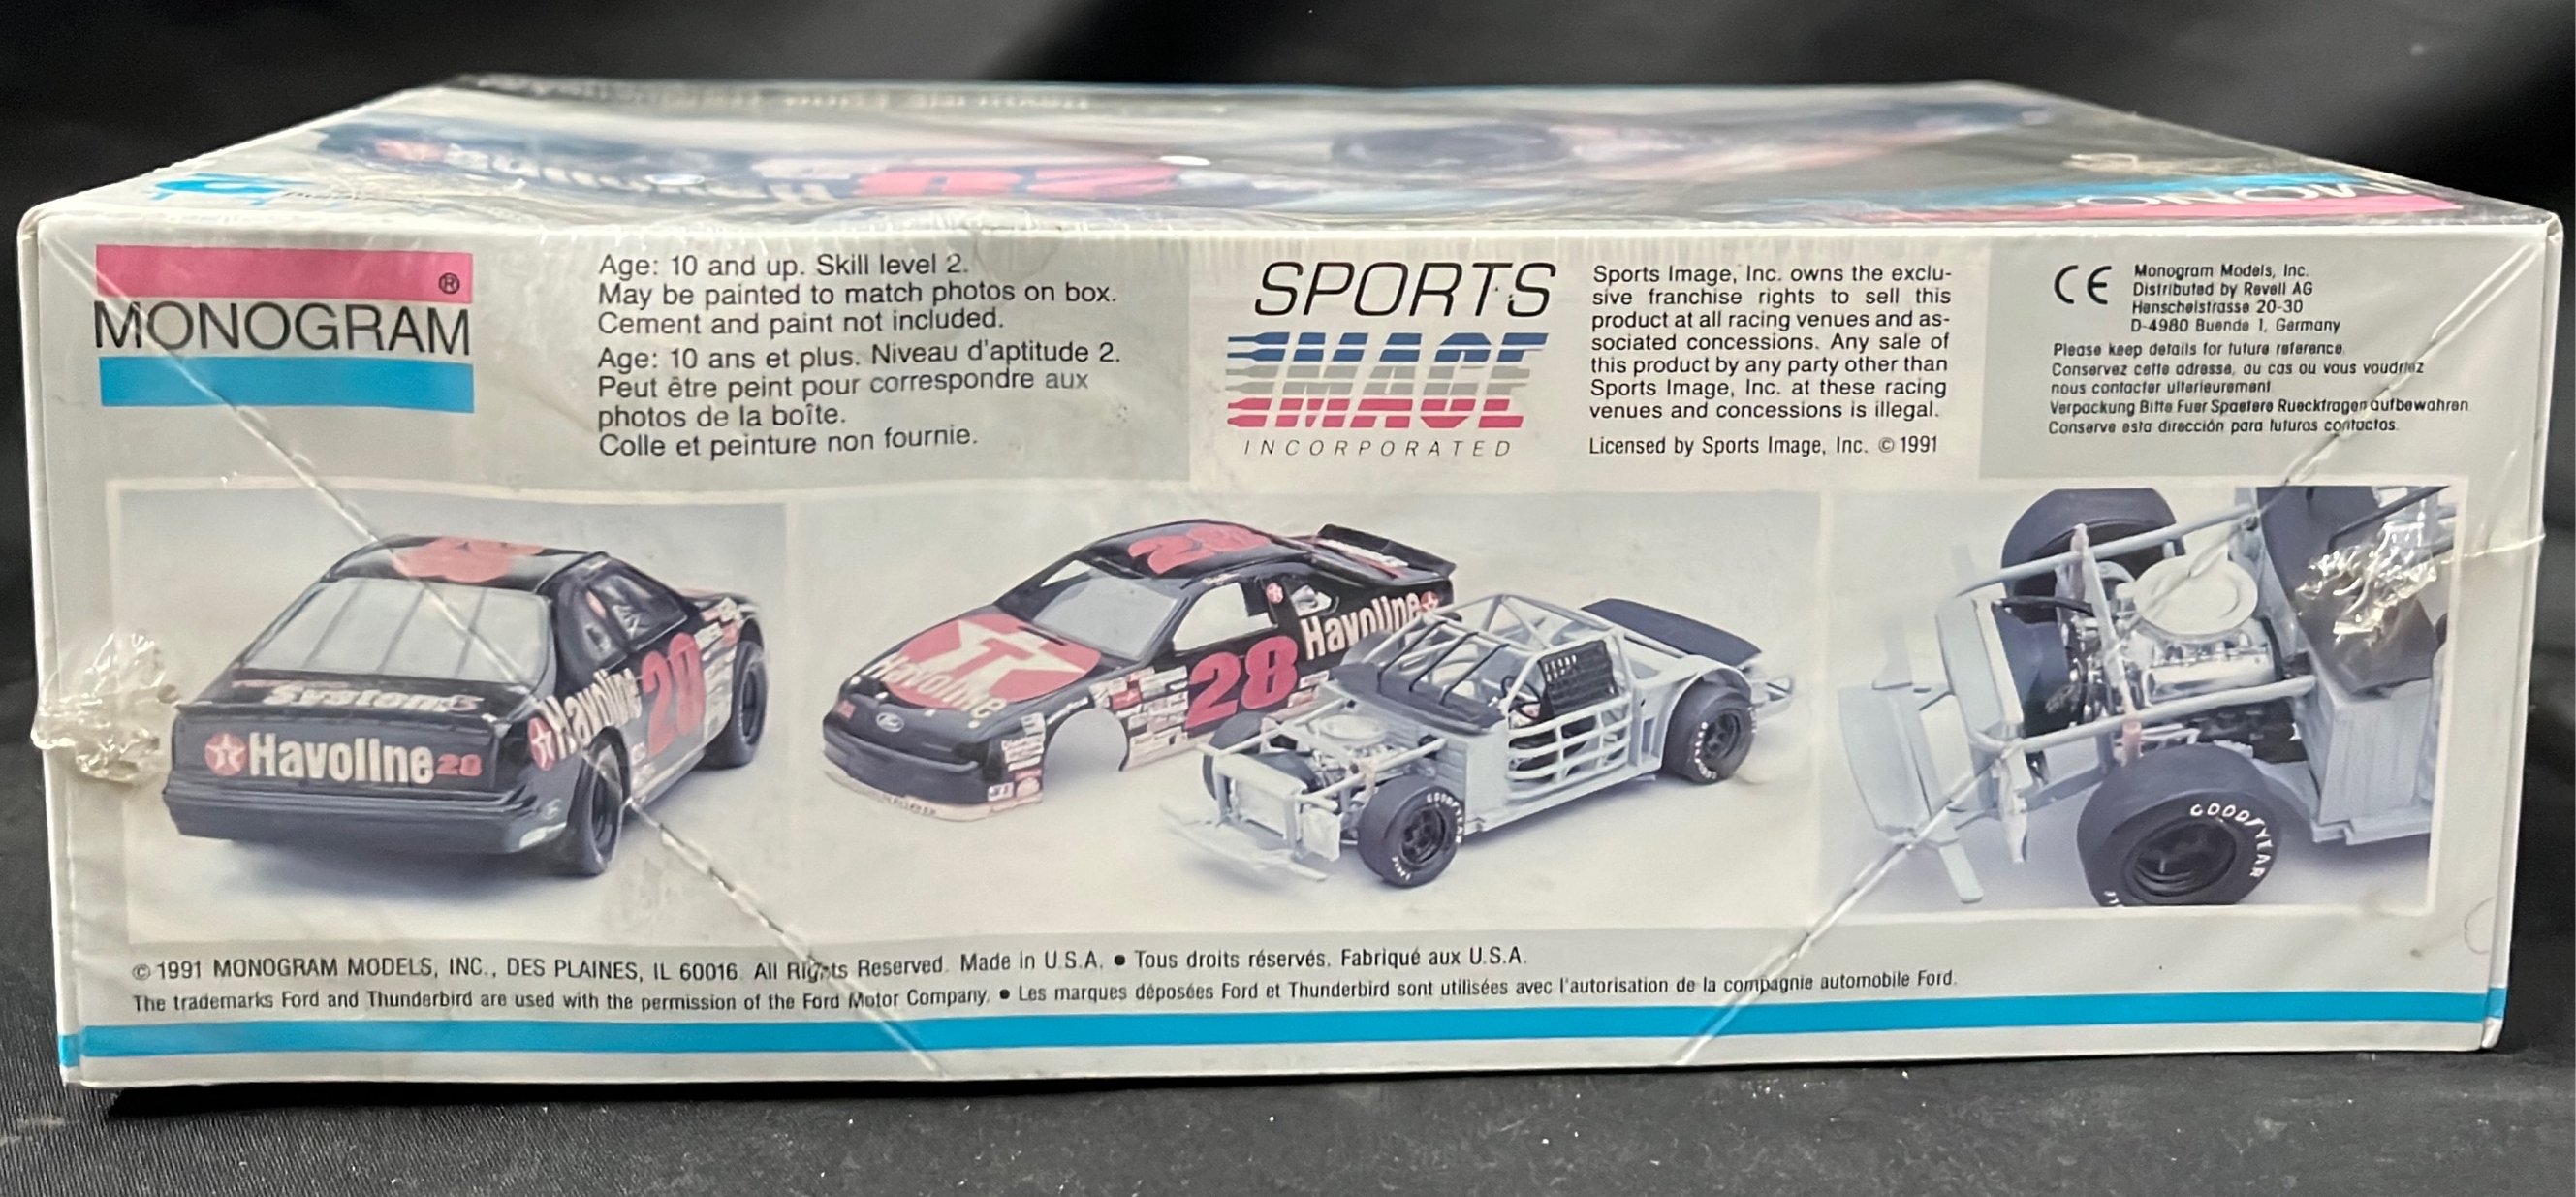 ®
MONOGRAM
Age: 10 and up. Skill level 2.
May be painted to match photos on box.
Cement and paint not included.
Age: 10 ans et plus. Niveau d'aptitude 2.
Peut être peint pour correspondre aux
photos de la boîte.
Colle et peinture non fournie.
SPORTS
IMAGE
INCORPORATED
Sports Image, Inc. owns the exclu-
sive franchise rights to sell this
product at all racing venues and as-
sociated concessions. Any sale of
this product by any party other than
Sports Image, Inc. at these racing
venues and concessions is illegal.
Licensed by Sports Image, Inc. © 1991
CE
Monogram Models, Inc.
Distributed by Revell AG
Henschelstrasse 20-30
D-4980 Buende 1, Germany
Please keep details for future reference.
Conservez cette adresse, au cas ou vous voudriez
nous contacter ulterieurement
Verpackung Bitte Fuer Spaetere Rueckfragen aufbewahren
Conserve esta dirección para futuros contactos.
Systems
Havoline 28
Havoline 28
28
Havoline
28
T
Havoline
Ford
GOODYEAR
GOODYEAR
© 1991 MONOGRAM MODELS, INC., DES PLAINES, IL 60016. All Rights Reserved. Made in U.S.A. ● Tous droits réservés. Fabriqué aux U.S.A.
The trademarks Ford and Thunderbird are used with the permission of the Ford Motor Company. ● Les marques déposées Ford et Thunderbird sont utilisées avec l'autorisation de la compagnie automobile Ford.